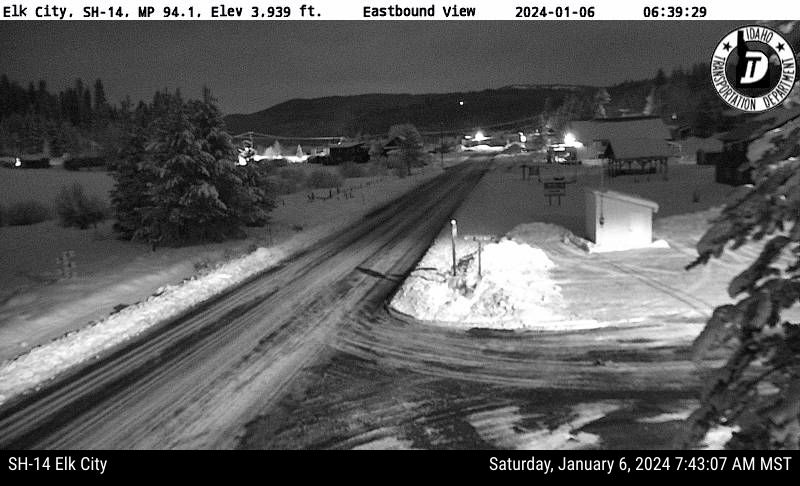 Elk City, SH-14, MP 94.1, Elev 3,939 ft. Eastbound View 2024-01-06 06:39:29
IDAHO
TRANSPORTATION DEPARTMENT
SH-14 Elk City Saturday, January 6, 2024 7:43:07 AM MST